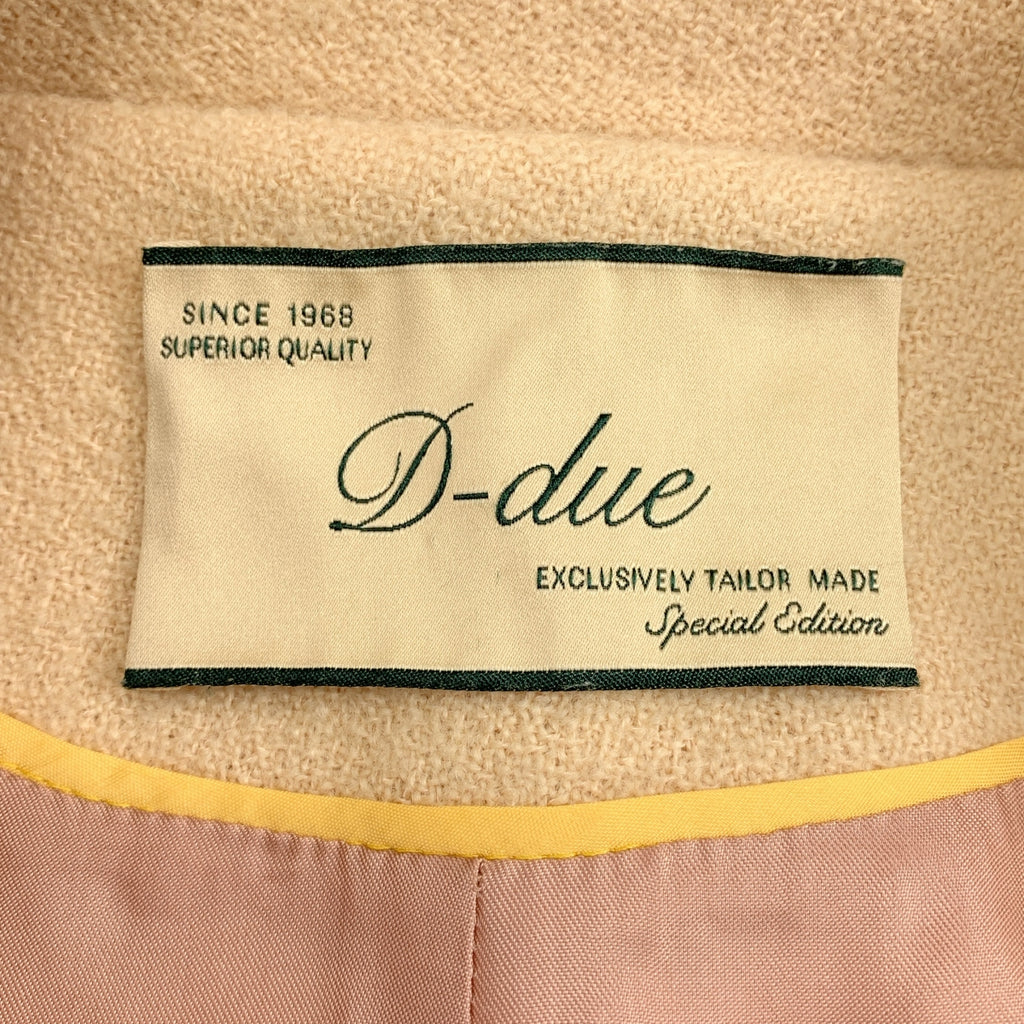 SINCE 1968
SUPERIOR QUALITY
D-due
EXCLUSIVELY TAILOR MADE
Special Edition